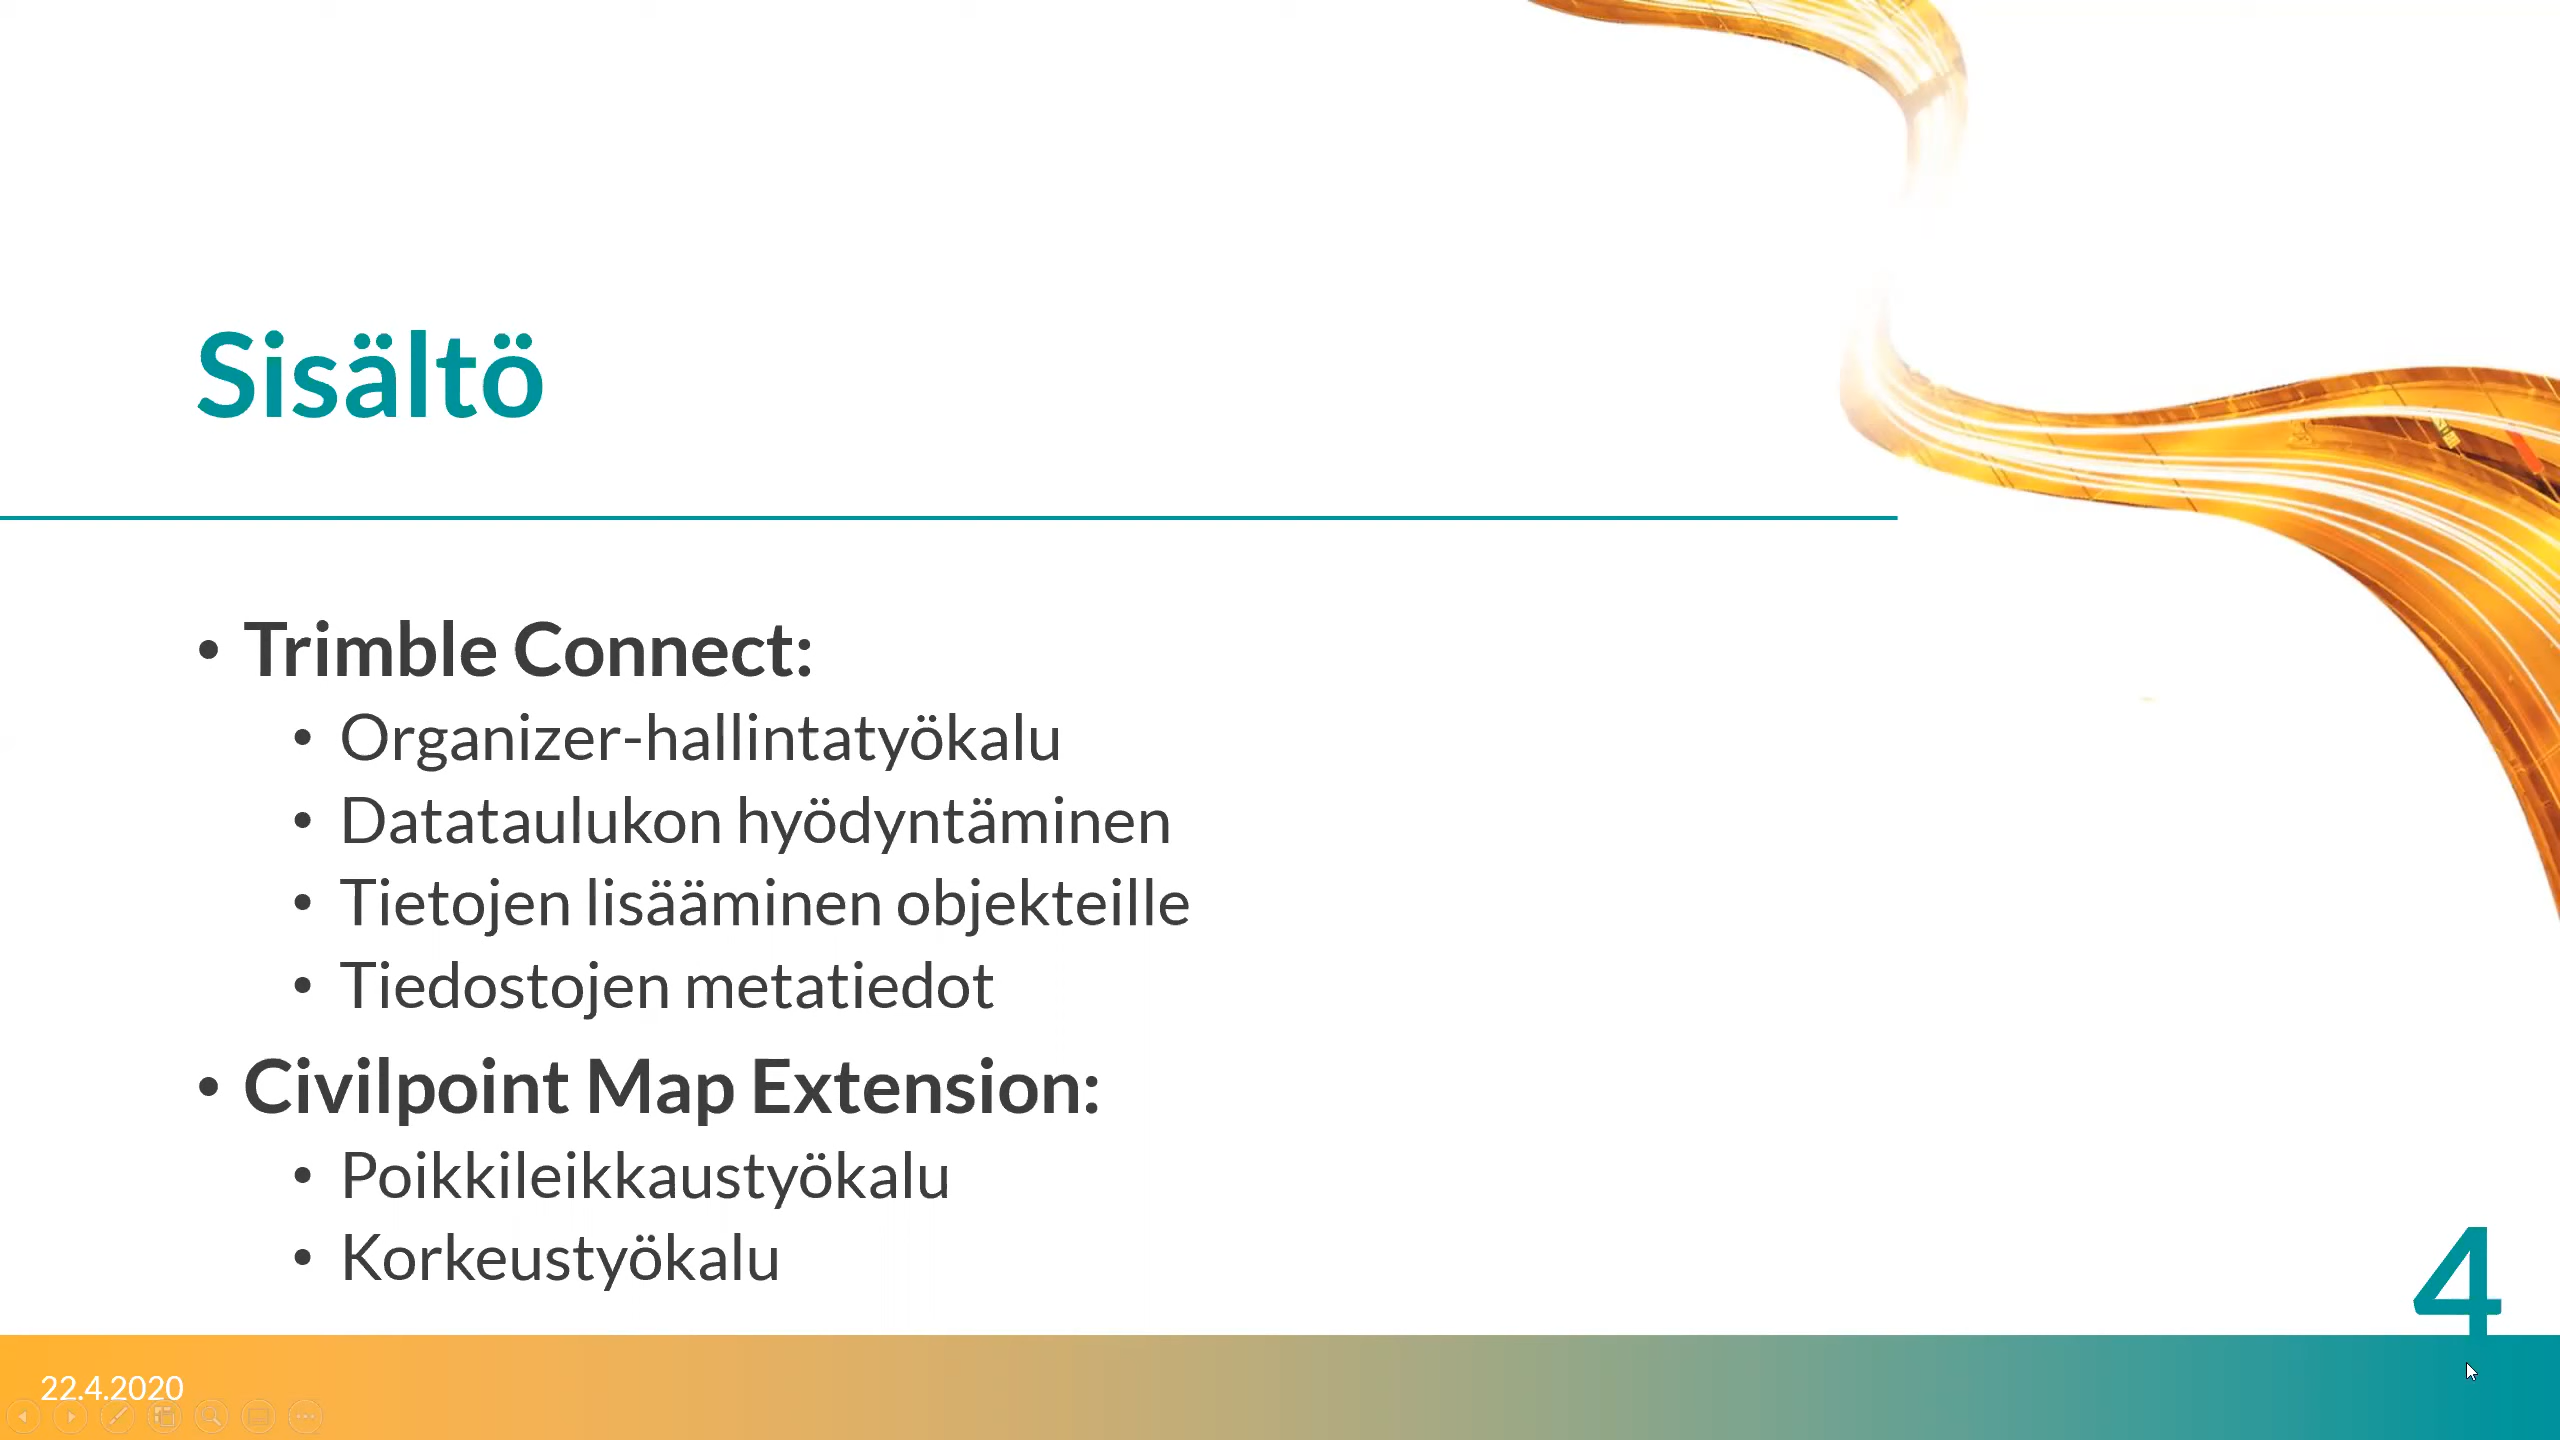 Sisältö
• Trimble Connect:
• Organizer-hallintatyökalu
• Datataulukon hyödyntäminen
• Tietojen lisääminen objekteille
• Tiedostojen metatiedot
• Civilpoint Map Extension:
• Poikkileikkaustyökalu
• Korkeustyökalu
4
22.4.2020